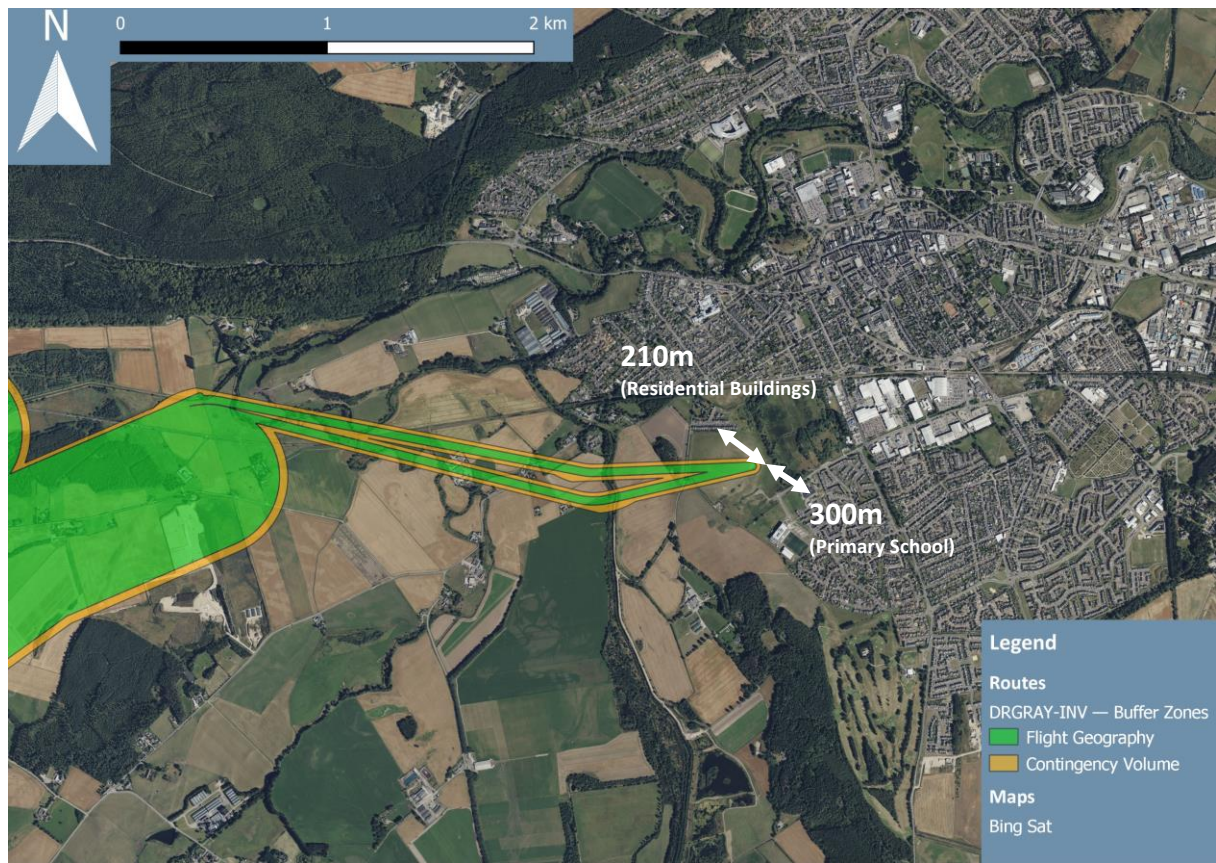 N
0 1 2 km
210m
(Residential Buildings)
300m
(Primary School)
Legend
Routes
DRGRAY-INV — Buffer Zones
Flight Geography
Contingency Volume
Maps
Bing Sat